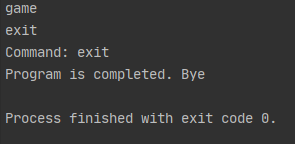 game
exit
Command: exit
Program is completed. Bye
Process finished with exit code 0.